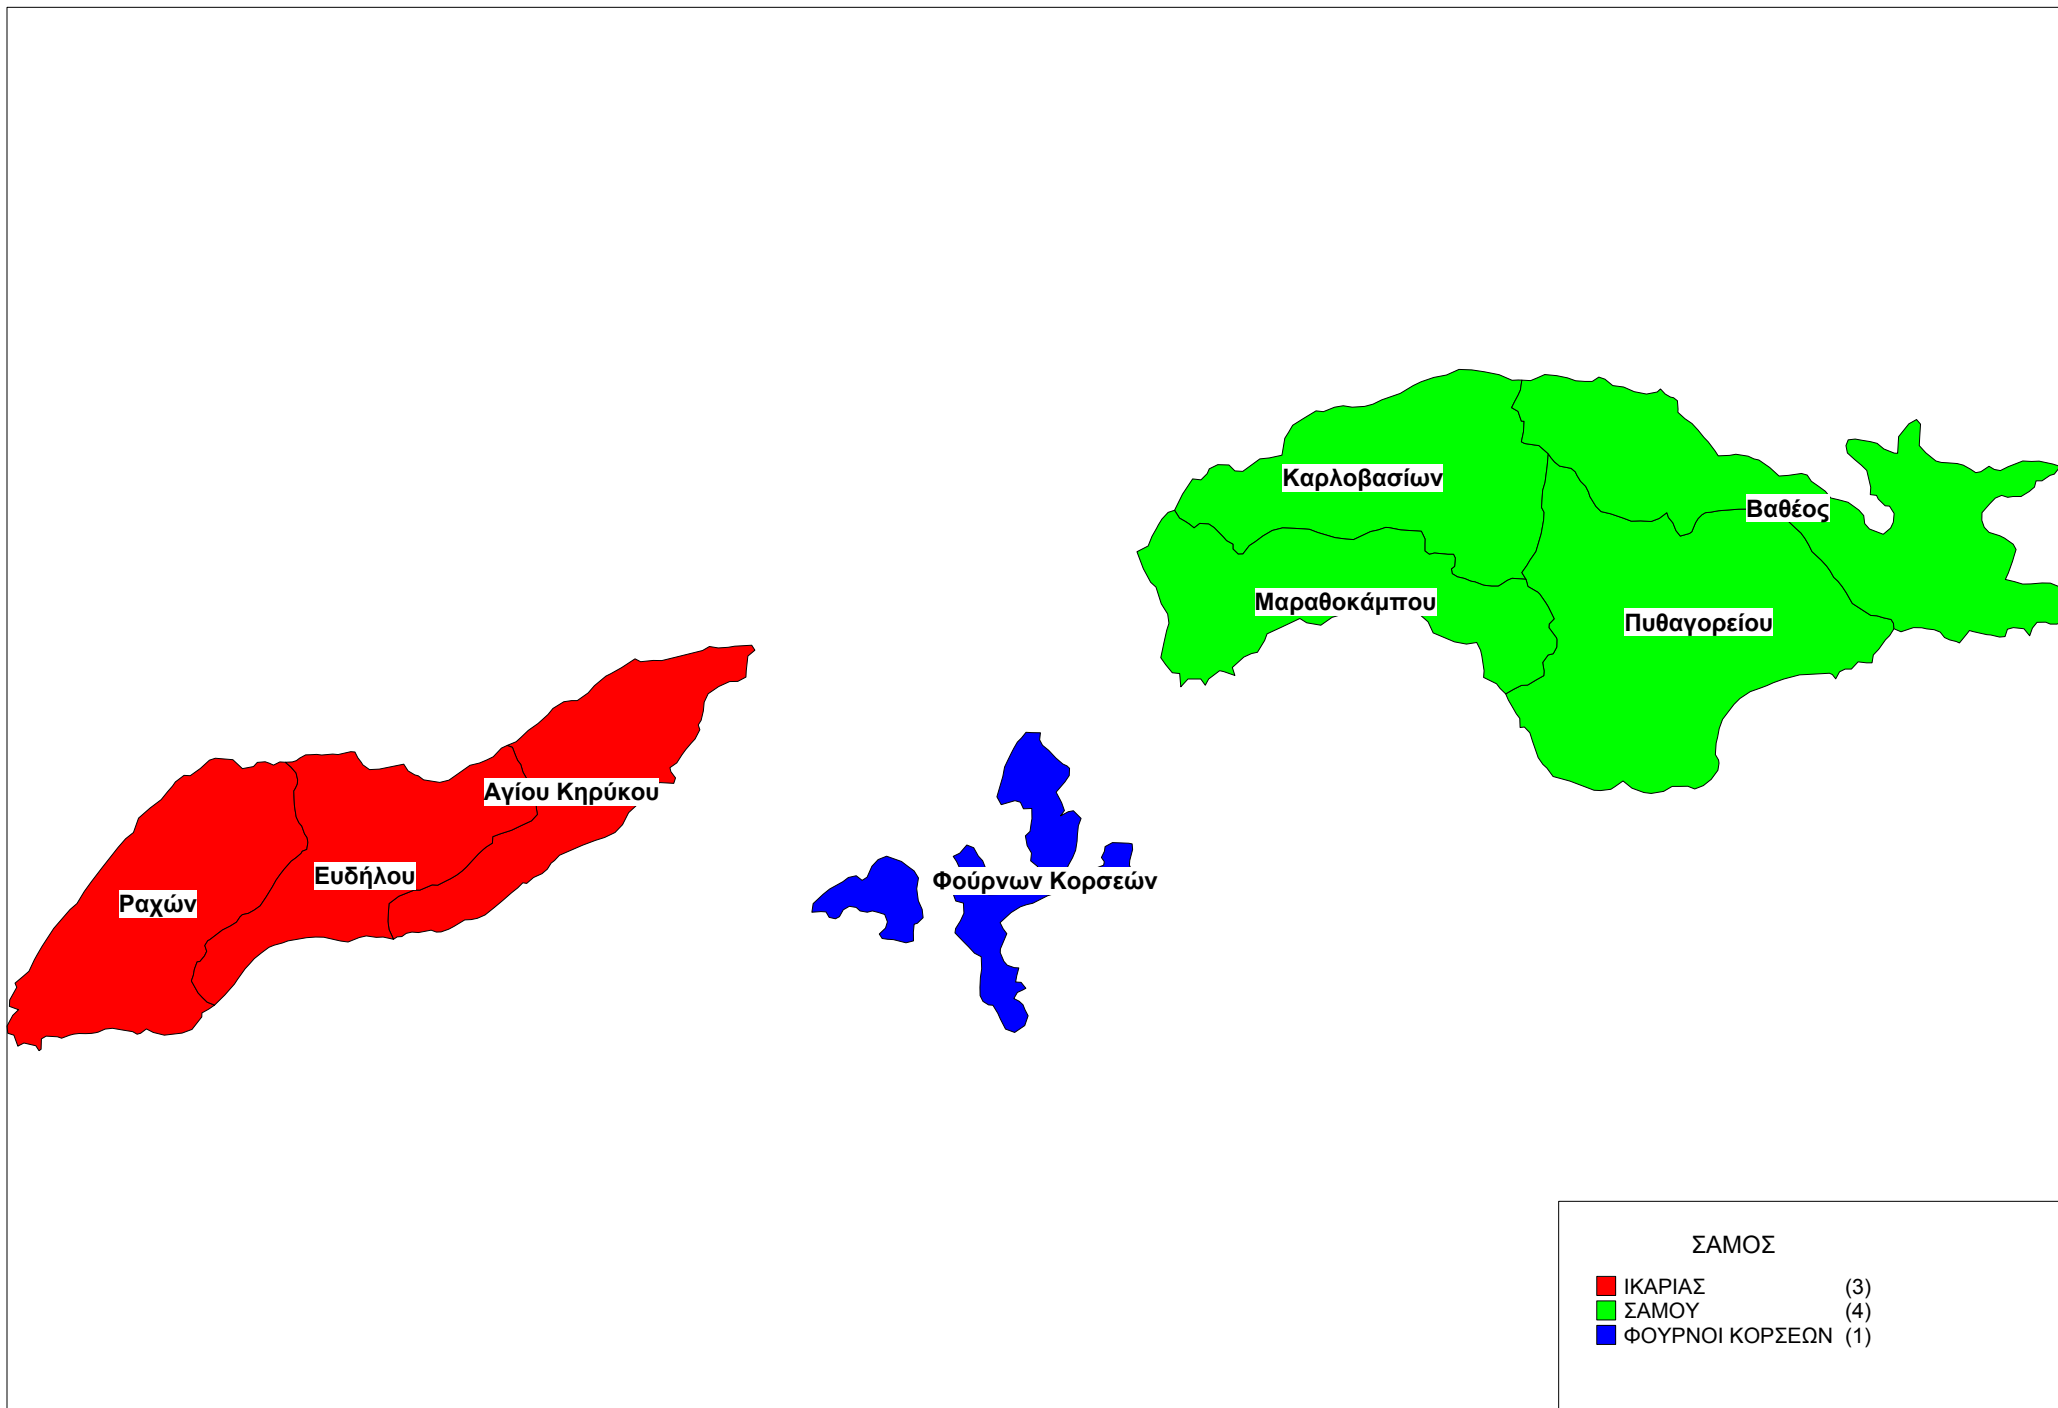 Καρλοβασίων
Βαθέος
Μαραθοκάμπου
Πυθαγορείου
Αγίου Κηρύκου
Ευδήλου
Φούρνων Κορσεών
Ραχών
ΣΑΜΟΣ
ΙΚΑΡΙΑΣ (3)
ΣΑΜΟΥ (4)
ΦΟΥΡΝΟΙ ΚΟΡΣΕΩΝ (1)